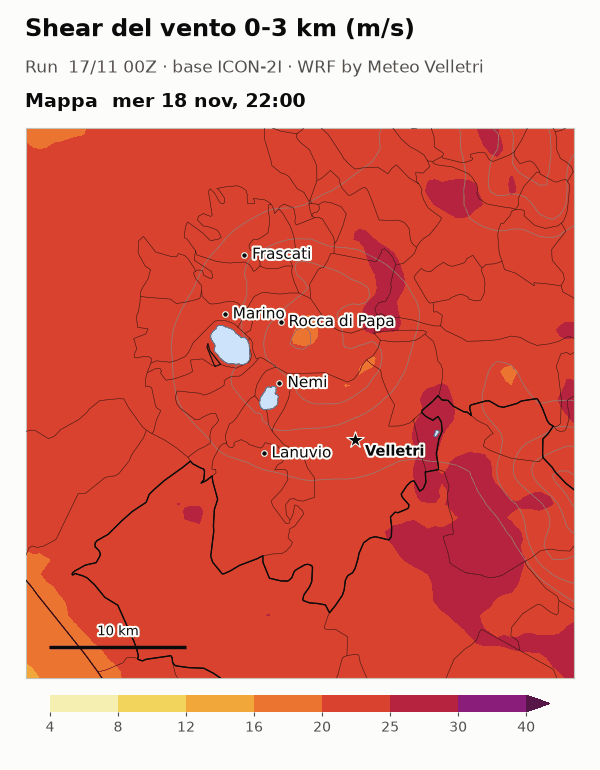 Shear del vento 0-3 km (m/s)
Run  17/11 00Z · base ICON-2I · WRF by Meteo Velletri
Mappa  mer 18 nov, 22:00
Frascati
Marino
Rocca di Papa
Nemi
Velletri
Lanuvio
10 km
4 8 12 16 20 25 30 40